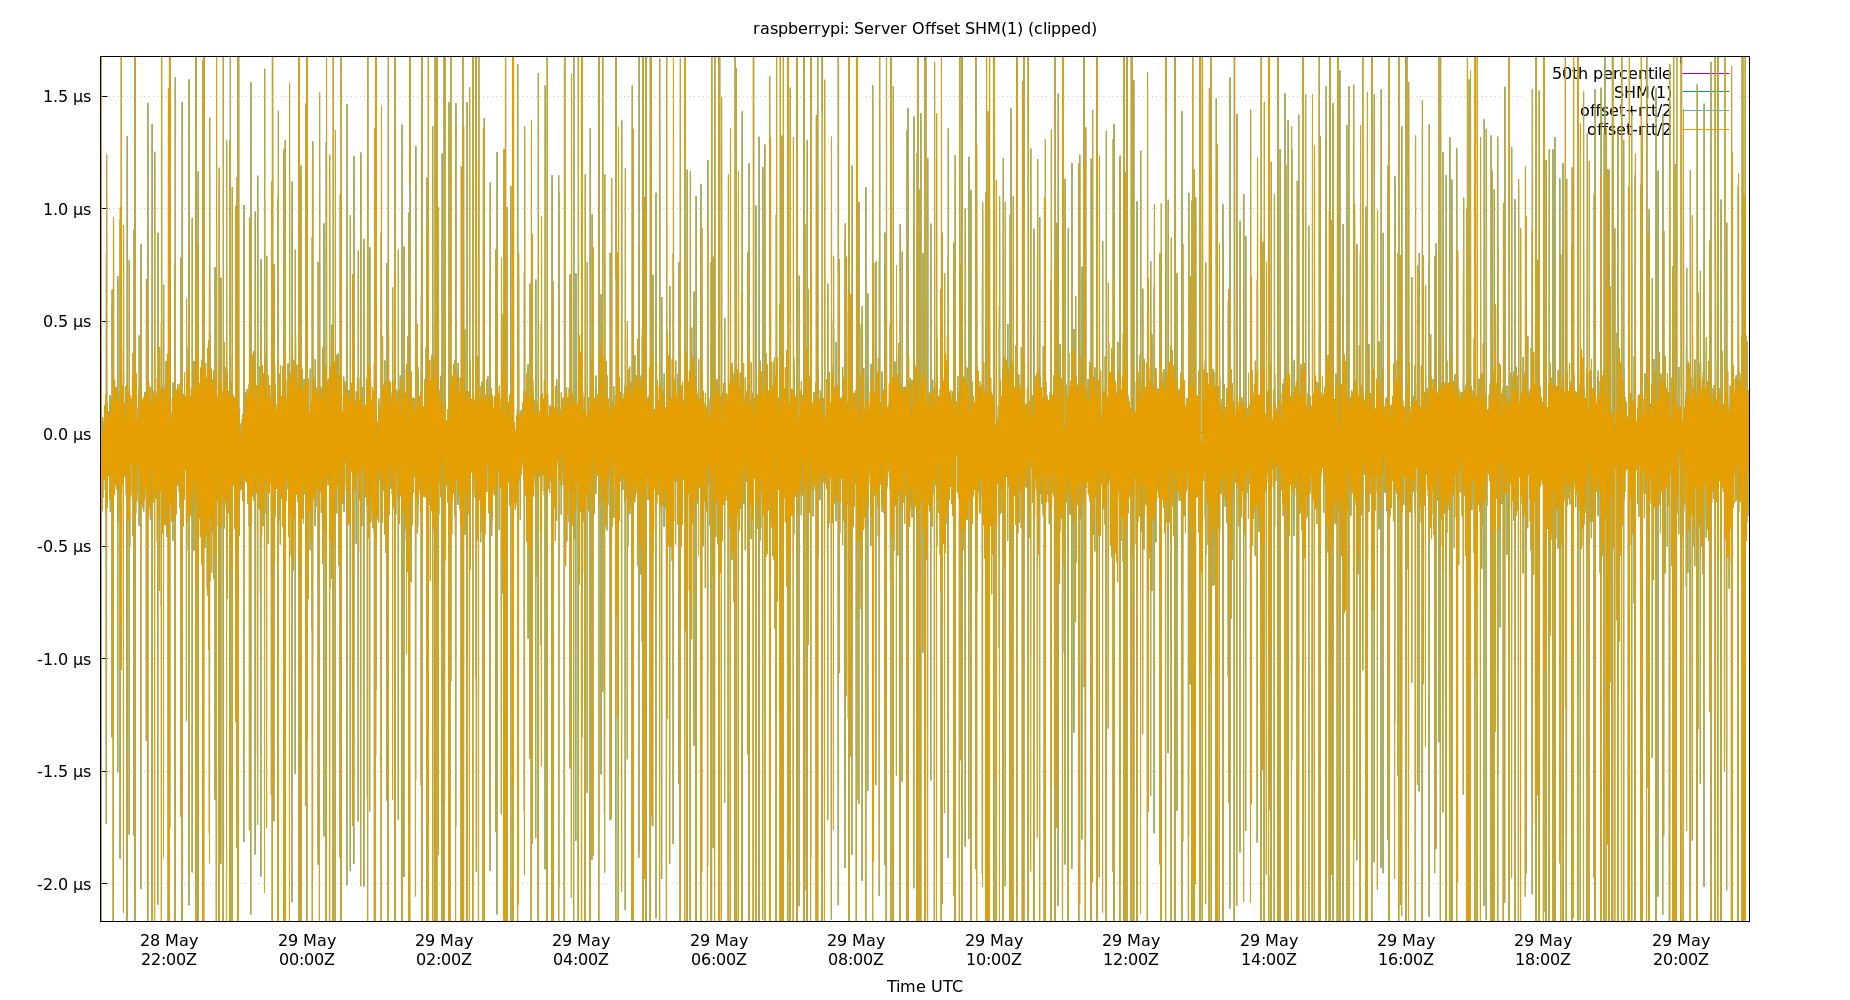 raspberrypi: Server Offset SHM(1) (clipped)
50th percentile
SHM(1)
offset+rtt/2
offset-rtt/2
1.5 µs
1.0 µs
0.5 µs
0.0 µs
-0.5 µs
-1.0 µs
-1.5 µs
-2.0 µs
28 May 29 May 29 May 29 May 29 May 29 May 29 May 29 May 29 May 29 May 29 May 29 May
22:00Z 00:00Z 02:00Z 04:00Z 06:00Z 08:00Z 10:00Z 12:00Z 14:00Z 16:00Z 18:00Z 20:00Z
Time UTC